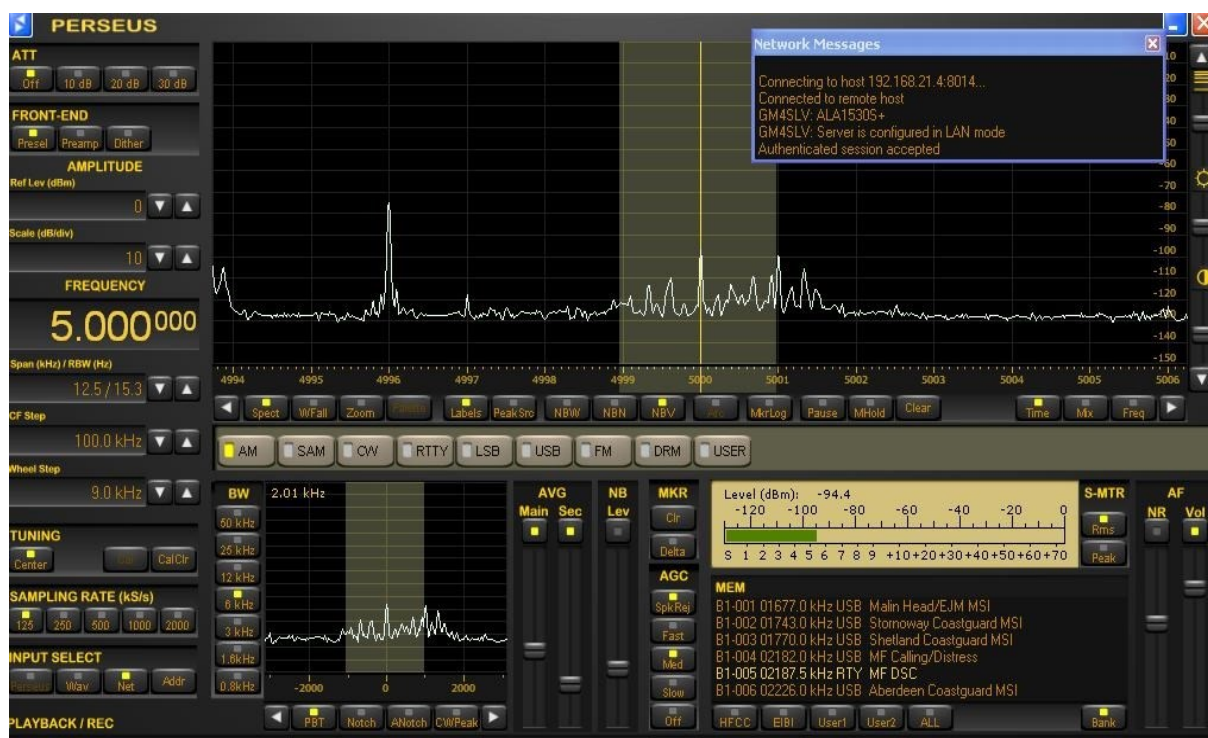 PERSEUS
ATT
Off 10 dB 20 dB 30 dB
FRONT-END
Presel Preamp Dither
AMPLITUDE
Ref Lev (dBm)
0
Scale (dB/div)
10
FREQUENCY
5.000000
Span (kHz) / RBW (Hz)
12.5 / 15.3
CF Step
100.0 kHz
Wheel Step
9.0 kHz
TUNING
Center CalClr
SAMPLING RATE (kS/s)
125 250 500 1000 2000
INPUT SELECT
Perseus Wav Net Addr
PLAYBACK / REC
Network Messages
Connecting to host 192.168.21.4:8014...
Connected to remote host
GM4SLV: ALA1530S+
GM4SLV: Server is configured in LAN mode
Authenticated session accepted
-60
-70
-80
-90
-100
-110
-120
-140
-150
4994 4995 4996 4997 4998 4999 5000 5001 5002 5003 5004 5005 5006
Spect WFall Zoom Labels PeakSrc NBW NBN NBV MkrLog Pause MHold Clear Time Mix Freq
AM SAM CW RTTY LSB USB FM DRM USER
BW
50 kHz
25 kHz
12 kHz
6 kHz
3 kHz
1.6kHz
0.8kHz
2.01 kHz
-2000 0 2000
PBT Notch ANotch CWPeak
AVG
Main Sec
NB
Lev
MKR
Clr
Delta
AGC
SpkRej
Fast
Med
Slow
Off
Level (dBm): -94.4
-120 -100 -80 -60 -40 -20 0
S 1 2 3 4 5 6 7 8 9 +10+20+30+40+50+60+70
S-MTR
Rms
Peak
AF
NR Vol
MEM
B1-001 01677.0 kHz USB Malin Head/EJM MSI
B1-002 01743.0 kHz USB Stornoway Coastguard MSI
B1-003 01770.0 kHz USB Shetland Coastguard MSI
B1-004 02182.0 kHz USB MF Calling/Distress
B1-005 02187.5 kHz RTY MF DSC
B1-006 02226.0 kHz USB Aberdeen Coastguard MSI
HFCC EIBI User1 User2 ALL Bank